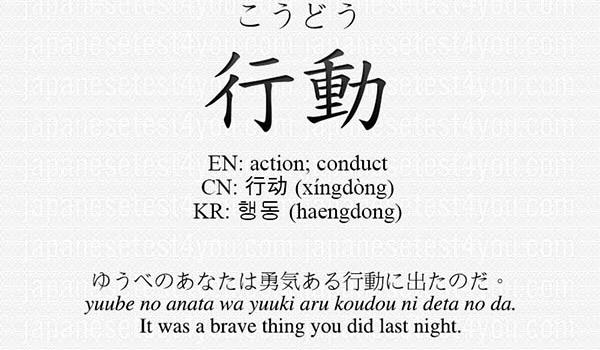 こうどう
行動
EN: action; conduct
CN: 行动 (xíngdòng)
KR: 행동 (haengdong)
ゆうべのあなたは勇気ある行動に出たのだ。
yuube no anata wa yuuki aru koudou ni deta no da.
It was a brave thing you did last night.